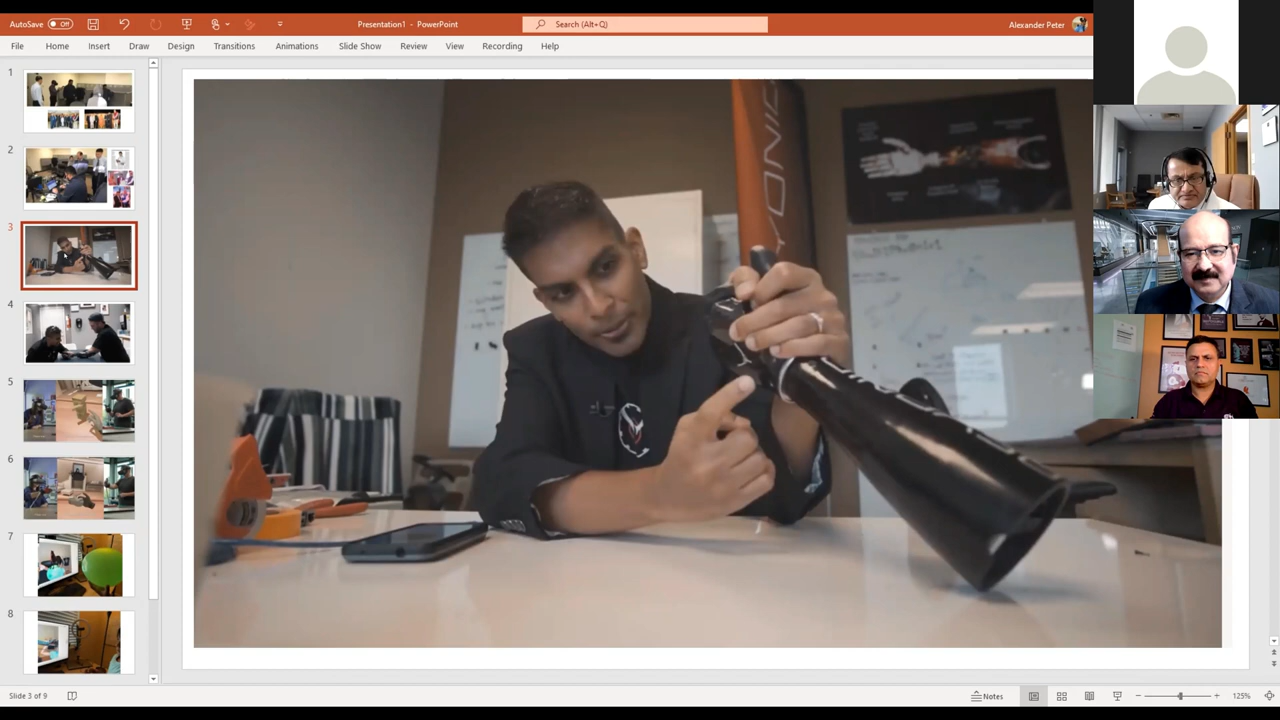 AutoSave Off
Presentation1 - PowerPoint
Search (Alt+Q)
Alexander Peter
File Home Insert Draw Design Transitions Animations Slide Show Review View Recording Help
1
2
3
4
5
6
7
8
YONIC
Slide 3 of 9
Notes
125%